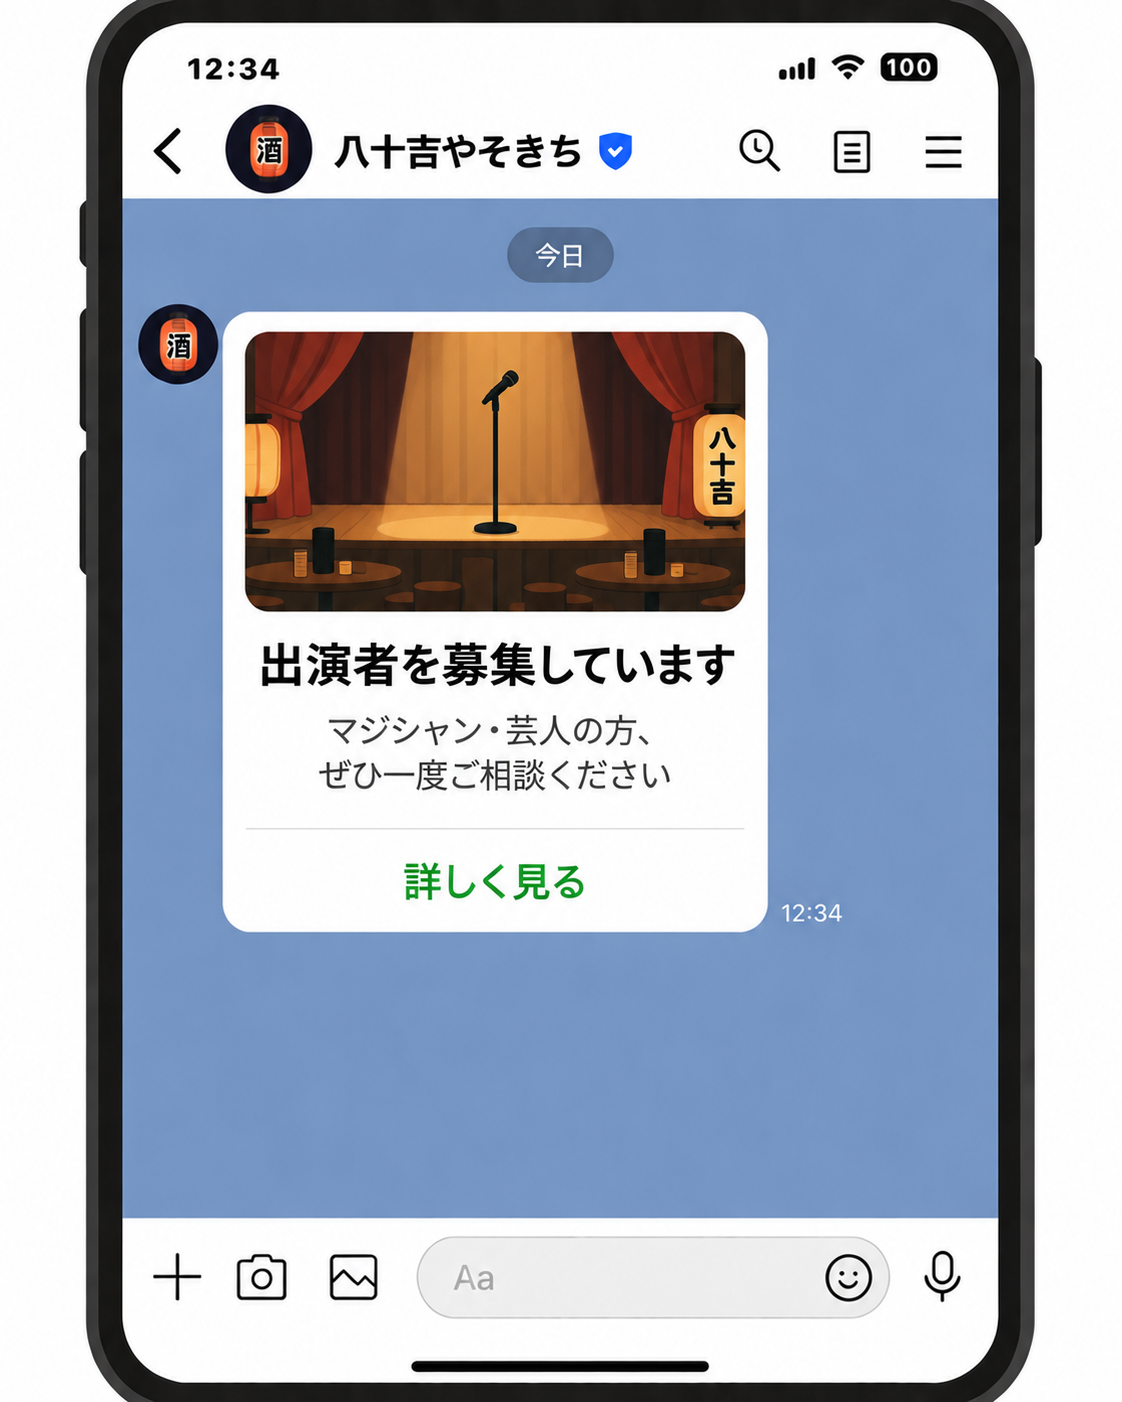 12:34
100
酒
八十吉やそきち
今日
酒
八十吉
出演者を募集しています
マジシャン・芸人の方、
ぜひ一度ご相談ください
詳しく見る
12:34
Aa